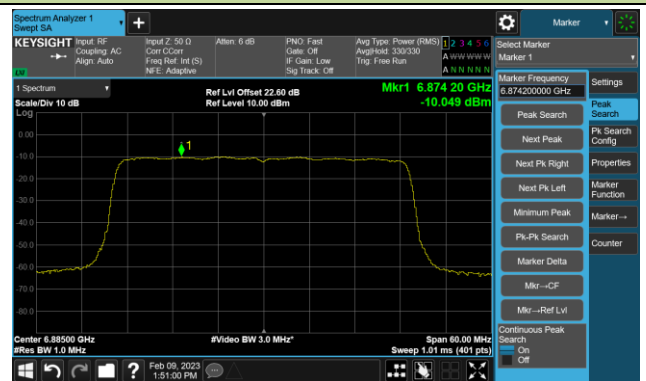 Spectrum Analyzer 1
Swept SA
Marker
KEYSIGHT
Input: RF
Coupling: AC
Align: Auto
Input Z: 50 Ω
Corr CCorr
Freq Ref: Int (S)
NFE: Adaptive
Atten: 6 dB
PNO: Fast
Gate: Off
IF Gain: Low
Sig Track: Off
Avg Type: Power (RMS)
Avg|Hold: 330/330
Trig: Free Run
1 2 3 4 5 6
A W W W W W
A N N N N N
LV
Select Marker
Marker 1
1 Spectrum
Scale/Div 10 dB
Log
Ref Lvl Offset 22.60 dB
Ref Level 10.00 dBm
Mkr1 6.874 20 GHz
-10.049 dBm
1
0.00
-10.0
-20.0
-30.0
-40.0
-50.0
-60.0
-70.0
-80.0
Center 6.88500 GHz
#Res BW 1.0 MHz
#Video BW 3.0 MHz*
Span 60.00 MHz
Sweep 1.01 ms (401 pts)
Marker Frequency
6.874200000 GHz
Peak Search
Next Peak
Next Pk Right
Next Pk Left
Minimum Peak
Pk-Pk Search
Marker Delta
Mkr→CF
Mkr→Ref Lvl
Continuous Peak
Search
On
Off
Settings
Peak
Search
Pk Search
Config
Properties
Marker
Function
Marker→
Counter
?
Feb 09, 2023
1:51:00 PM